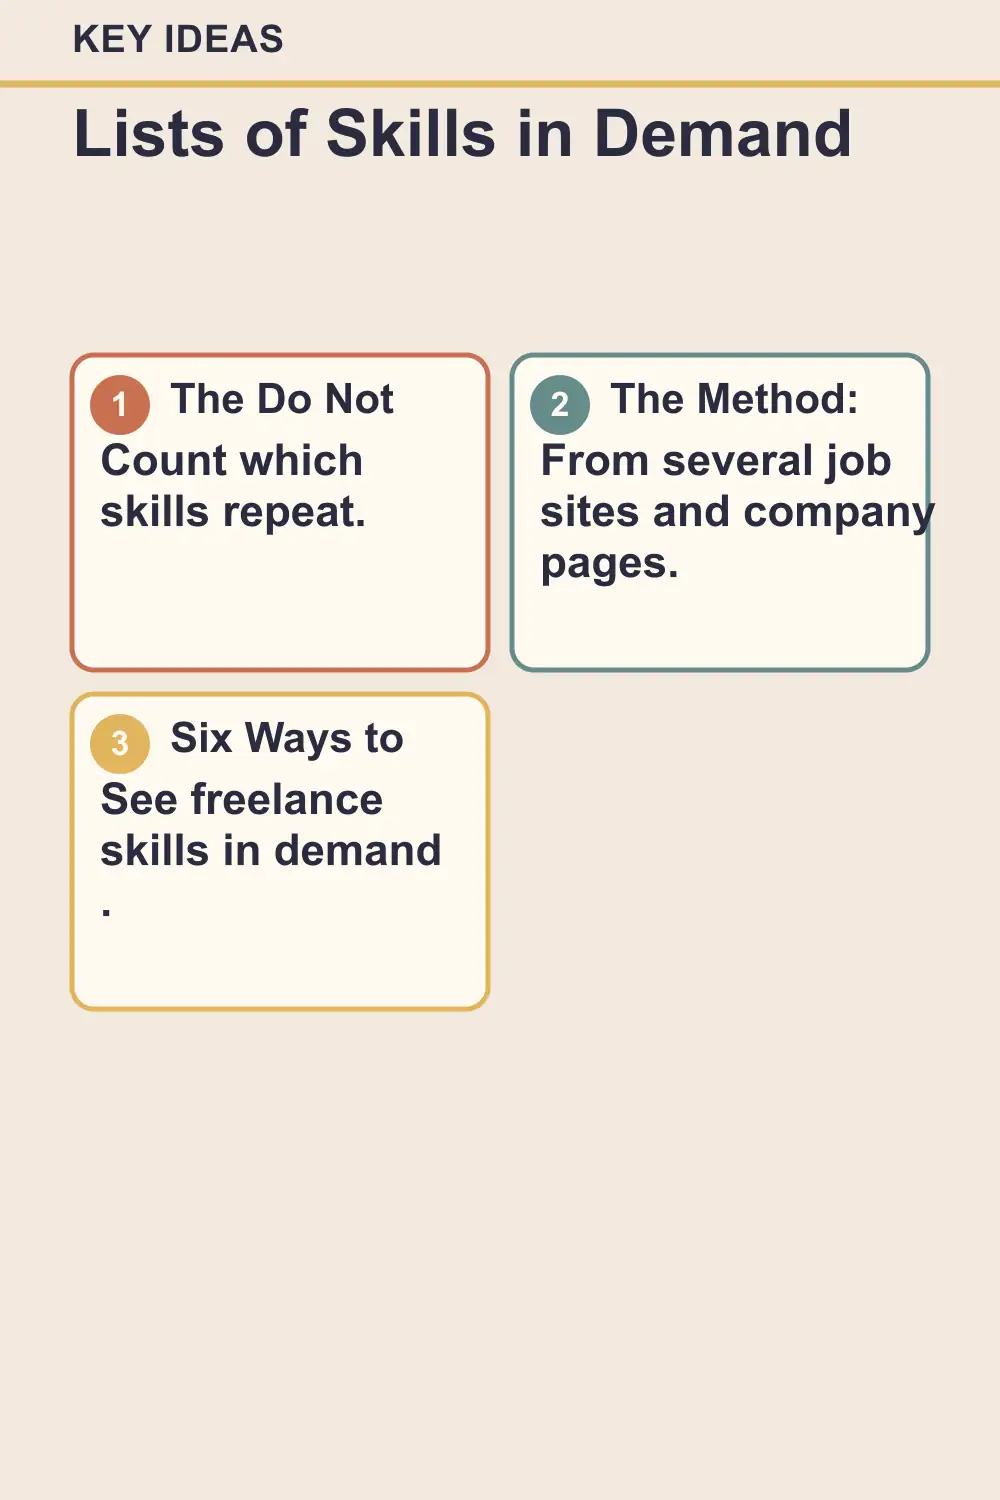 KEY IDEAS
Lists of Skills in Demand
1 The Do Not
Count which
skills repeat.
2 The Method:
From several job
sites and company
pages.
3 Six Ways to
See freelance
skills in demand
.